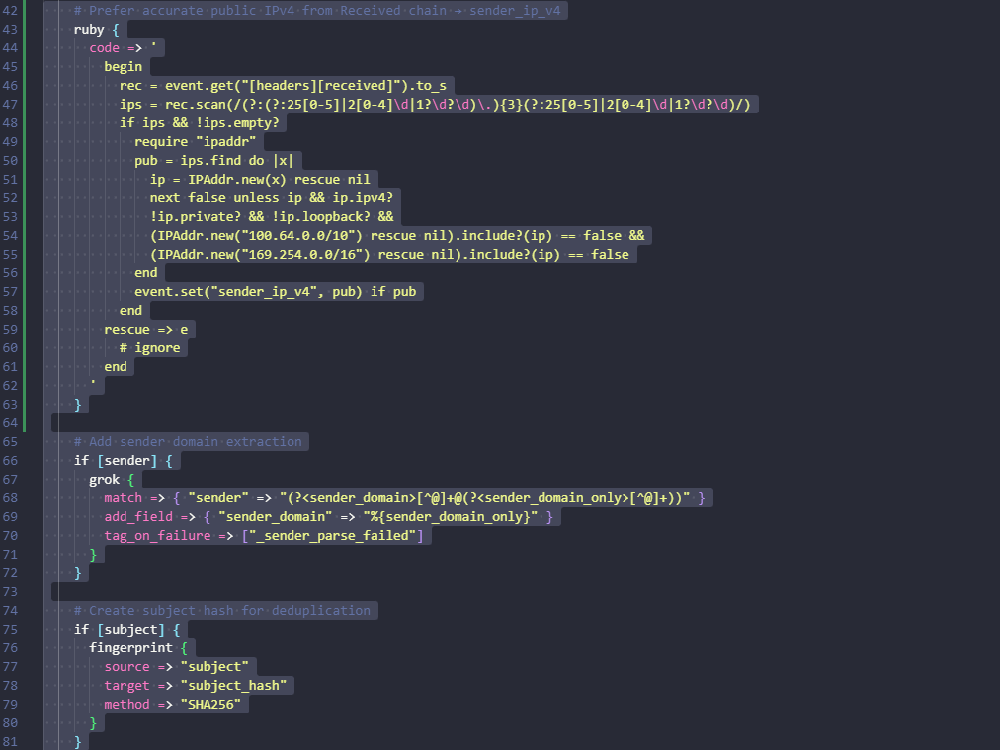 42     # Prefer accurate public IPv4 from Received chain → sender_ip_v4
43     ruby {
44       code => '
45         begin
46           rec = event.get("[headers][received]").to_s
47           ips = rec.scan(/(?:(?:25[0-5]|2[0-4]\d|1?\d?\d)\.){3}(?:25[0-5]|2[0-4]\d|1?\d?\d)/)
48           if ips && !ips.empty?
49             require "ipaddr"
50             pub = ips.find do |x|
51               ip = IPAddr.new(x) rescue nil
52               next false unless ip && ip.ipv4?
53               !ip.private? && !ip.loopback? &&
54               (IPAddr.new("100.64.0.0/10") rescue nil).include?(ip) == false &&
55               (IPAddr.new("169.254.0.0/16") rescue nil).include?(ip) == false
56             end
57             event.set("sender_ip_v4", pub) if pub
58           end
59         rescue => e
60           # ignore
61         end
62       '
63     }
64
65     # Add sender domain extraction
66     if [sender] {
67       grok {
68         match => { "sender" => "(?<sender_domain>[^@]+@(?<sender_domain_only>[^@]+))" }
69         add_field => { "sender_domain" => "%{sender_domain_only}" }
70         tag_on_failure => ["_sender_parse_failed"]
71       }
72     }
73
74     # Create subject hash for deduplication
75     if [subject] {
76       fingerprint {
77         source => "subject"
78         target => "subject_hash"
79         method => "SHA256"
80       }
81     }